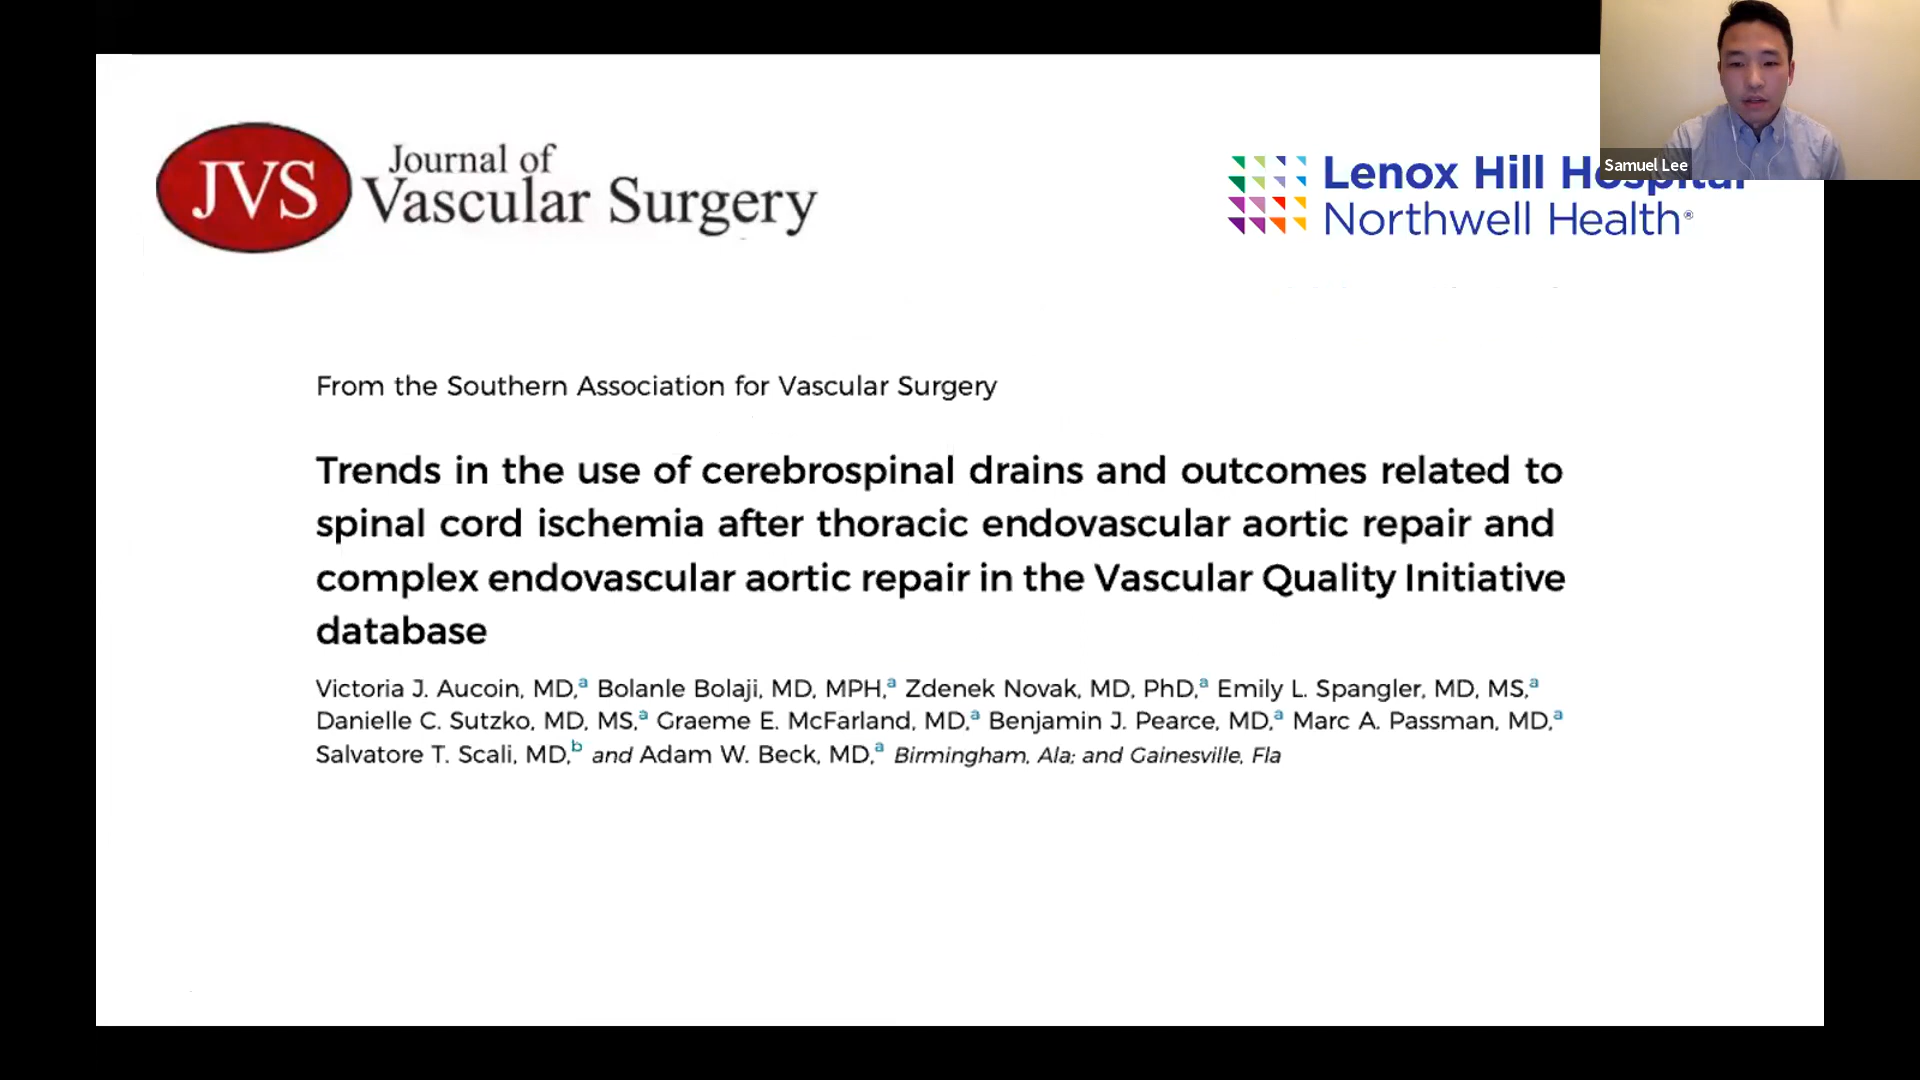 JVS
Journal of
Vascular Surgery
Lenox Hill Hospital
Northwell Health®
Samuel Lee
From the Southern Association for Vascular Surgery
Trends in the use of cerebrospinal drains and outcomes related to
spinal cord ischemia after thoracic endovascular aortic repair and
complex endovascular aortic repair in the Vascular Quality Initiative
database
Victoria J. Aucoin, MD,ᵃ Bolanle Bolaji, MD, MPH,ᵃ Zdenek Novak, MD, PhD,ᵃ Emily L. Spangler, MD, MS,ᵃ
Danielle C. Sutzko, MD, MS,ᵃ Graeme E. McFarland, MD,ᵃ Benjamin J. Pearce, MD,ᵃ Marc A. Passman, MD,ᵃ
Salvatore T. Scali, MD,ᵇ and Adam W. Beck, MD,ᵃ Birmingham, Ala; and Gainesville, Fla